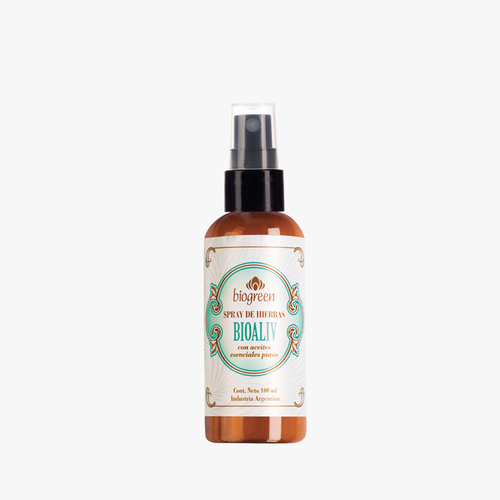 biogreen
SPRAY DE HIERBAS
BIOALIV
con aceites
esenciales puros
Cont. Neto 100 ml
Industria Argentina